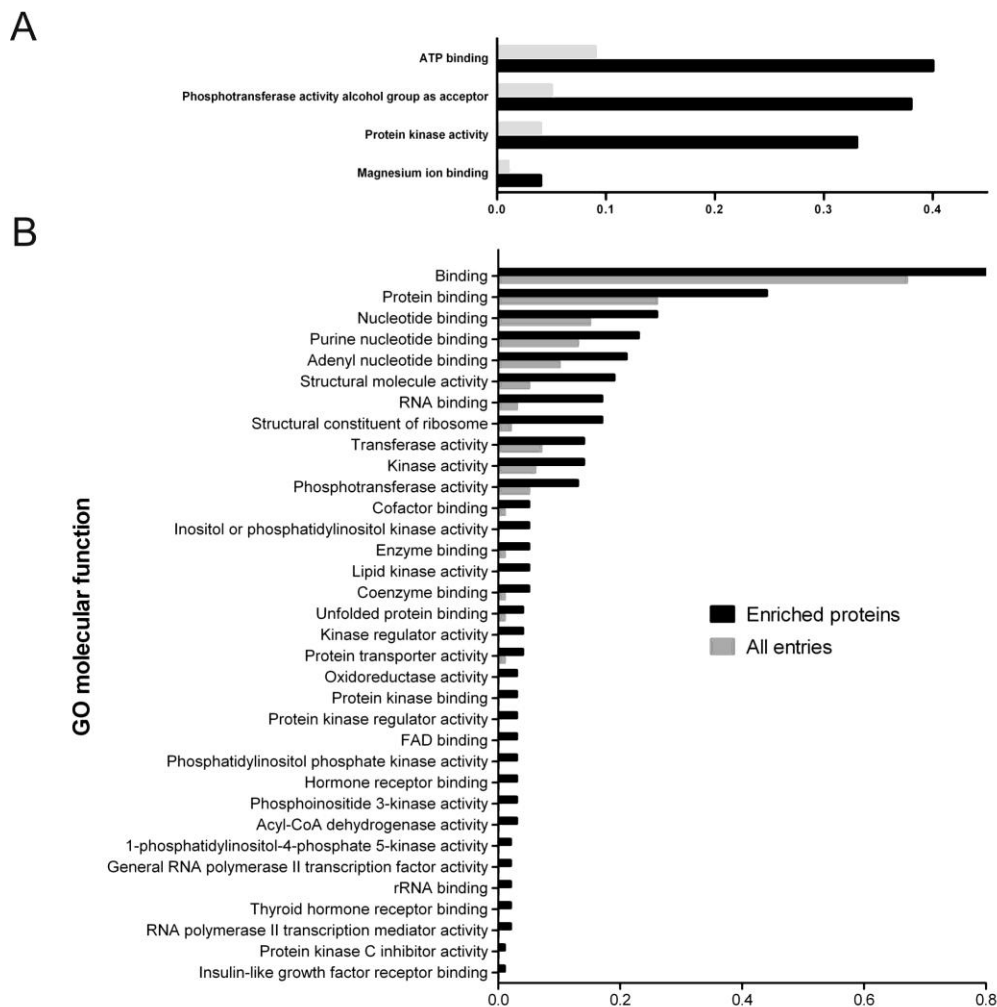 A
ATP binding
Phosphotransferase activity alcohol group as acceptor
Protein kinase activity
Magnesium ion binding
0.0 0.1 0.2 0.3 0.4
B
Binding
Protein binding
Nucleotide binding
Purine nucleotide binding
Adenyl nucleotide binding
Structural molecule activity
RNA binding
Structural constituent of ribosome
Transferase activity
Kinase activity
Phosphotransferase activity
Cofactor binding
Inositol or phosphatidylinositol kinase activity
Enzyme binding
Lipid kinase activity
Coenzyme binding
Unfolded protein binding
Kinase regulator activity
Protein transporter activity
Oxidoreductase activity
Protein kinase binding
Protein kinase regulator activity
FAD binding
Phosphatidylinositol phosphate kinase activity
Hormone receptor binding
Phosphoinositide 3-kinase activity
Acyl-CoA dehydrogenase activity
1-phosphatidylinositol-4-phosphate 5-kinase activity
General RNA polymerase II transcription factor activity
rRNA binding
Thyroid hormone receptor binding
RNA polymerase II transcription mediator activity
Protein kinase C inhibitor activity
Insulin-like growth factor receptor binding
GO molecular function
Enriched proteins
All entries
0.0 0.2 0.4 0.6 0.8